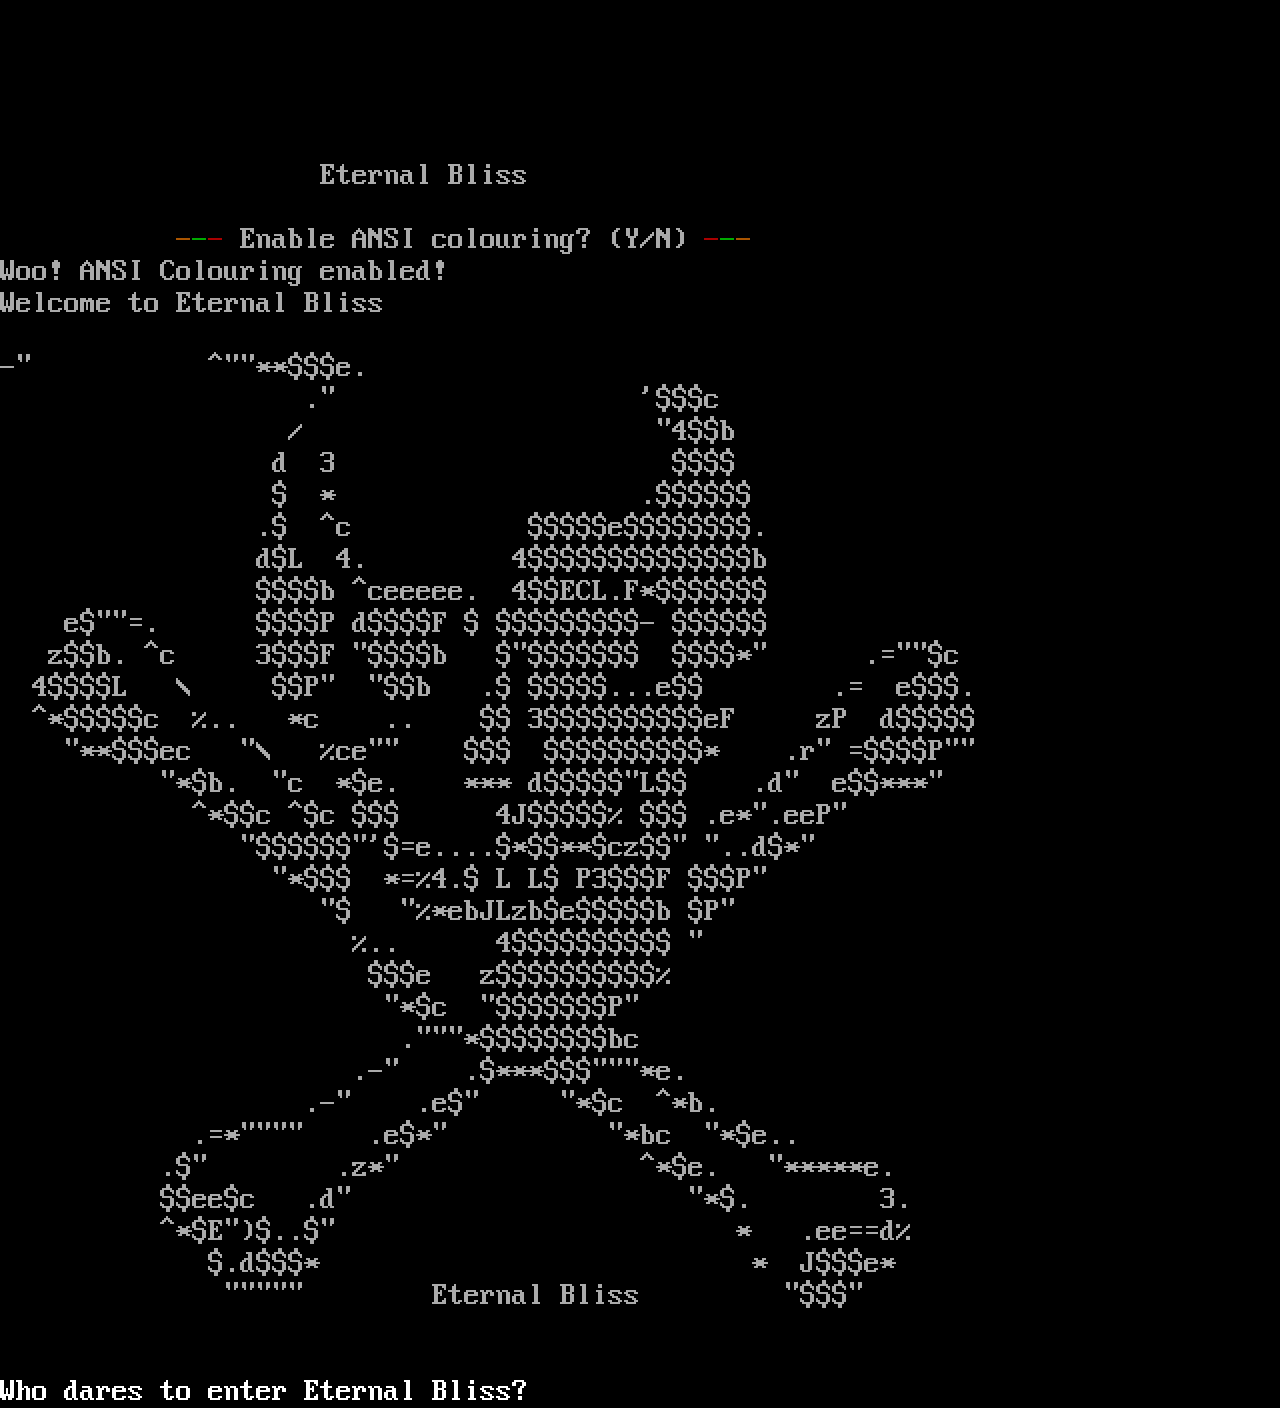 Eternal Bliss
--- Enable ANSI colouring? (Y/N) ---
Woo! ANSI Colouring enabled!
Welcome to Eternal Bliss
Eternal Bliss
Who dares to enter Eternal Bliss?